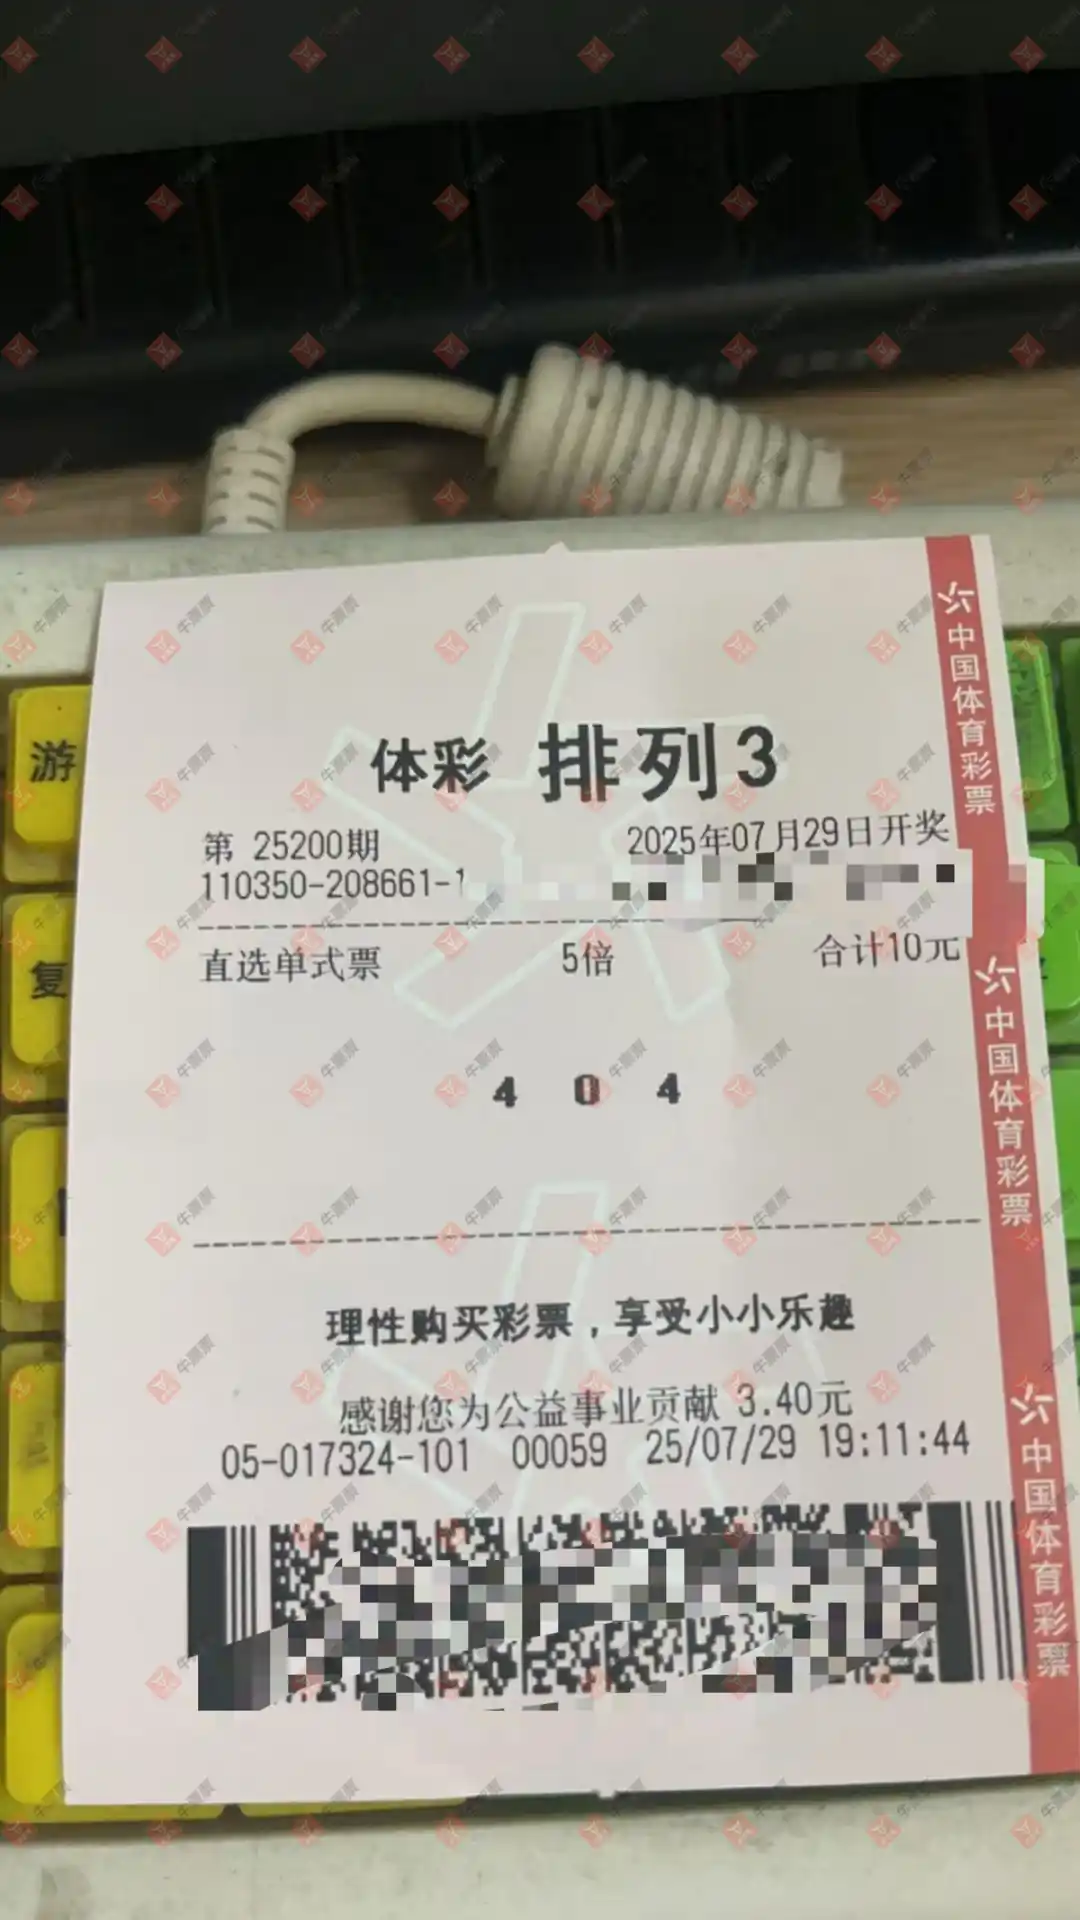 体彩 排列3
第 25200期 2025年07月29日开奖
110350-208661-1
直选单式票 5倍 合计10元
4 0 4
理性购买彩票，享受小小乐趣
感谢您为公益事业贡献 3.40元
05-017324-101 00059 25/07/29 19:11:44
中国体育彩票
中国体育彩票
中国体育彩票
游
复
牛票票